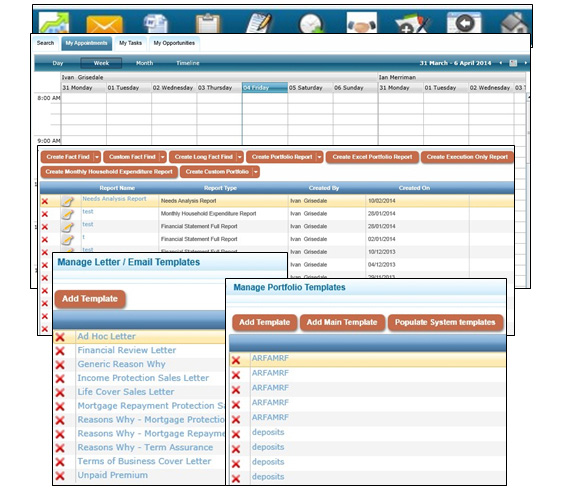 Search My Appointments My Tasks My Opportunities
Day Week Month Timeline 31 March - 6 April 2014
Ivan Grisedale Ian Merriman
31 Monday 01 Tuesday 02 Wednesday 03 Thursday 04 Friday 05 Saturday 06 Sunday 31 Monday 01 Tuesday 02 Wednesday 03 T
8:00 AM
9:00 AM
Create Fact Find Custom Fact Find Create Long Fact Find Create Portfolio Report Create Excel Portfolio Report Create Execution Only Report
Create Monthly Household Expenditure Report Create Custom Portfolio
Report Name Report Type Created By Created On
Needs Analysis Report Needs Analysis Report Ivan Grisedale 10/02/2014
test Monthly Household Expenditure Report Ivan Grisedale 28/01/2014
test Financial Statement Full Report Ivan Grisedale 28/01/2014
t Financial Statement Full Report Ivan Grisedale 02/01/2014
test Financial Statement Full Report Ivan Grisedale 10/12/2013
Ivan Grisedale 04/12/2013
Manage Letter / Email Templates
Add Template
Ad Hoc Letter
Financial Review Letter
Generic Reason Why
Income Protection Sales Letter
Life Cover Sales Letter
Mortgage Repayment Protection Sa
Reasons Why - Mortgage Protectio
Reasons Why - Mortgage Repayme
Reasons Why - Term Assurance
Terms of Business Cover Letter
Unpaid Premium
Manage Portfolio Templates
Add Template Add Main Template Populate System templates
ARFAMRF
ARFAMRF
ARFAMRF
ARFAMRF
ARFAMRF
deposits
deposits
deposits
deposits